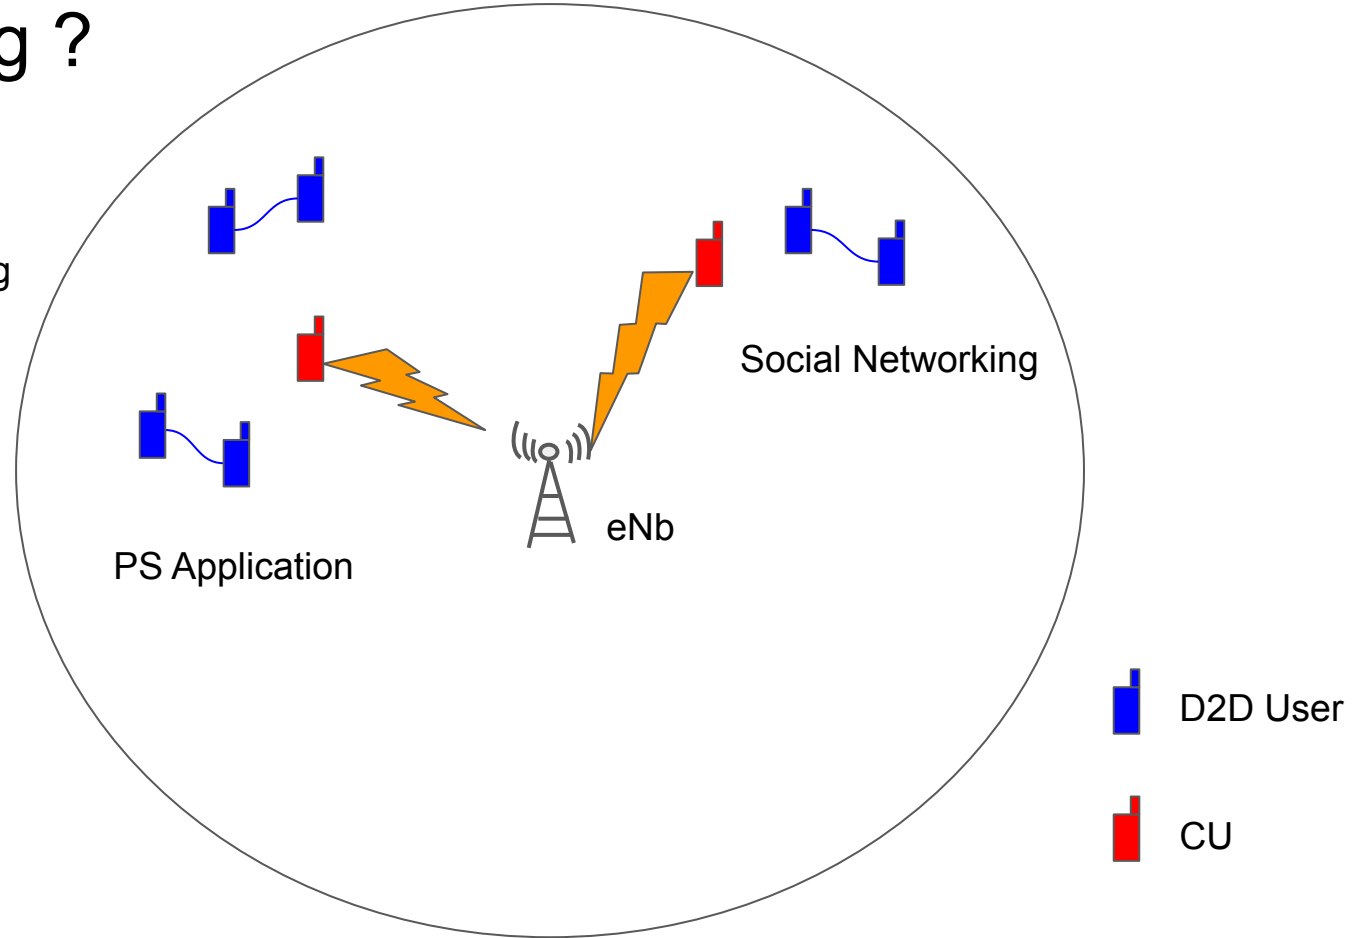 g ?
g
Social Networking
eNb
PS Application
D2D User
CU